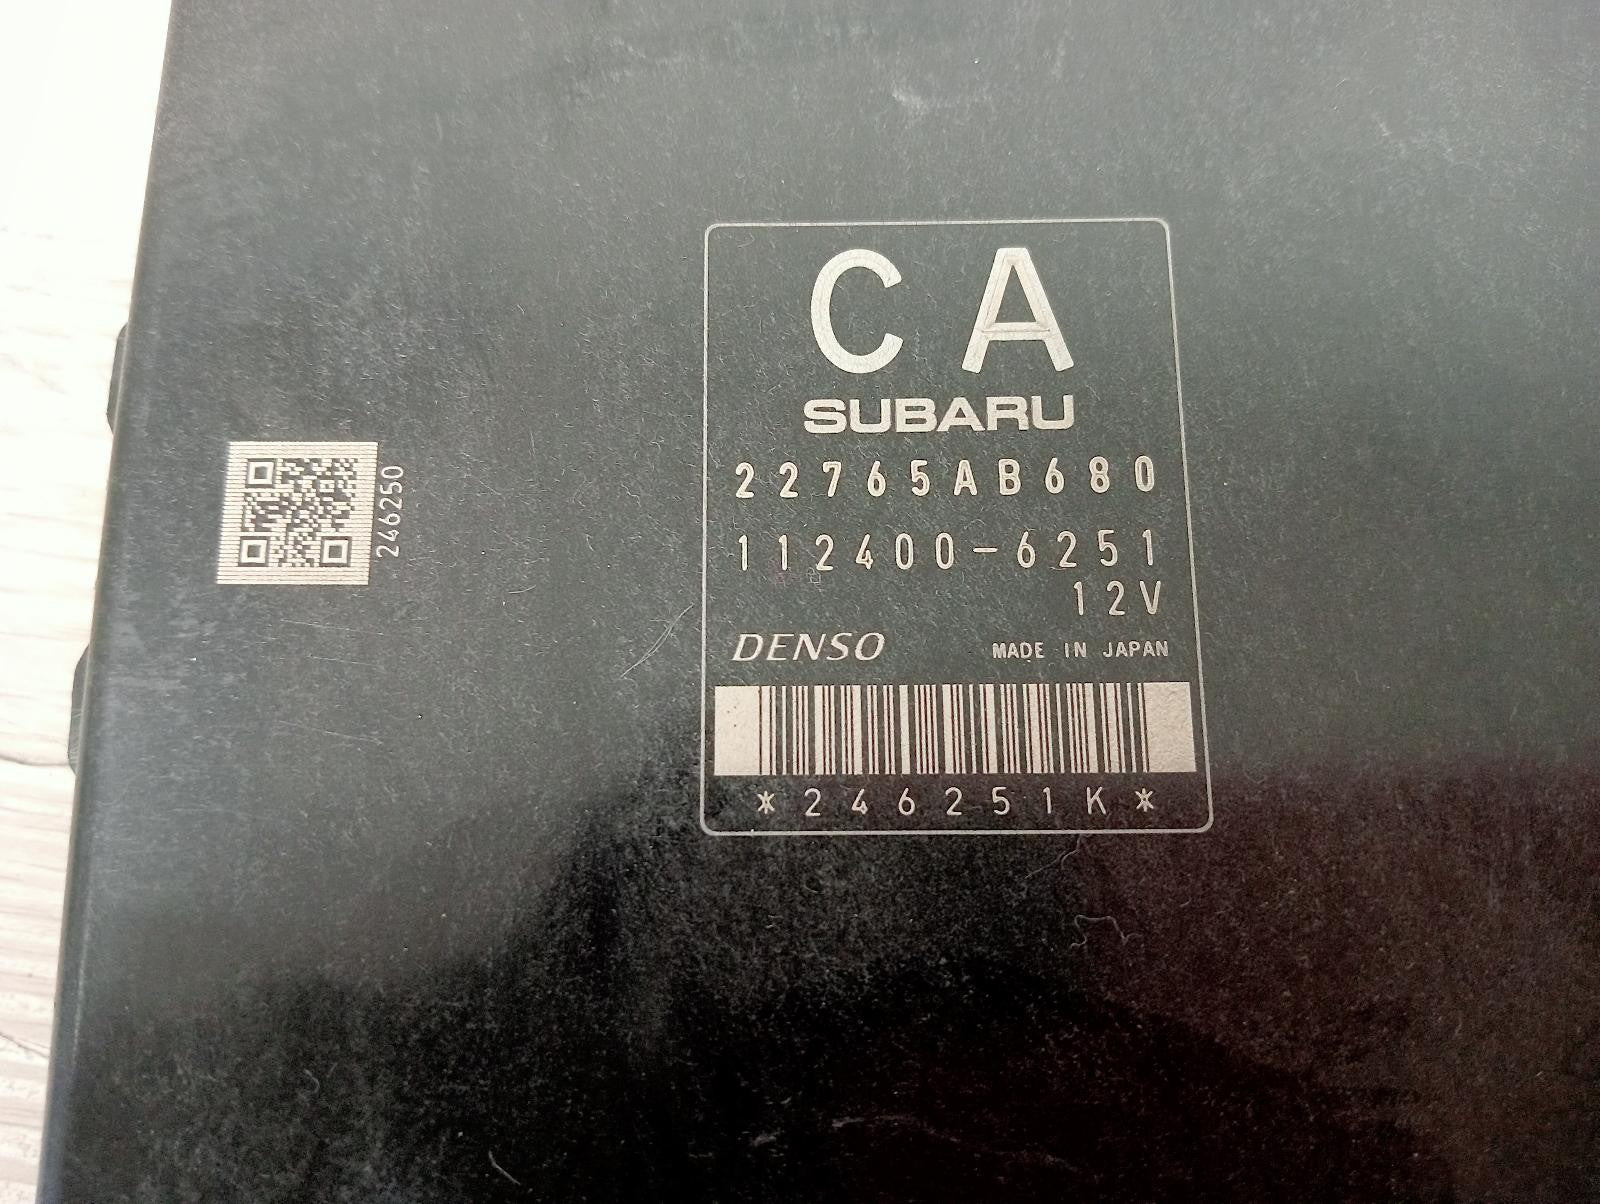 246250
CA
SUBARU
22765AB680
112400-6251
12V
DENSO MADE IN JAPAN
*246251K*